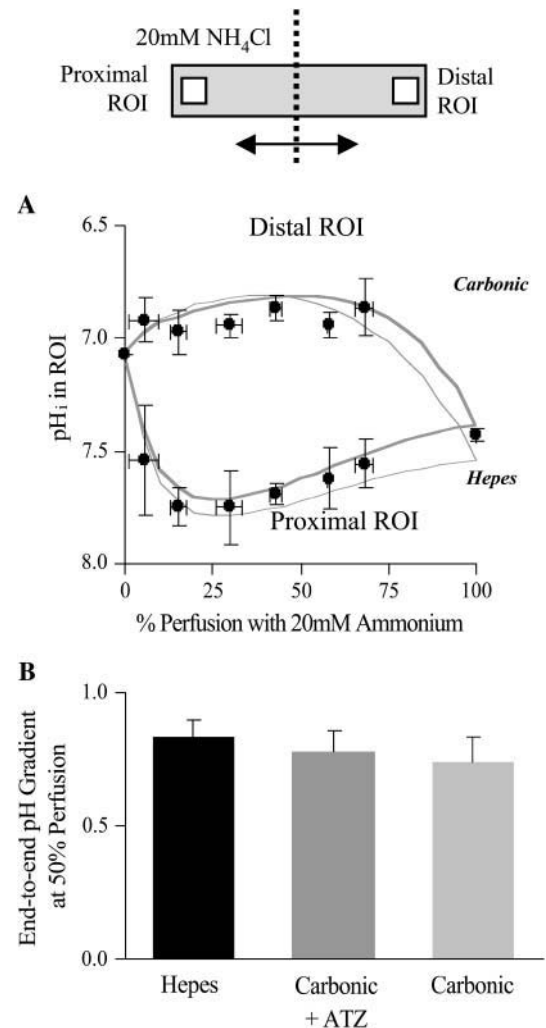 20mM NH₄Cl
Proximal ROI
Distal ROI
A
Distal ROI
Carbonic
Hepes
Proximal ROI
pHᵢ in ROI
6.5
7.0
7.5
8.0
0
25
50
75
100
% Perfusion with 20mM Ammonium
B
End-to-end pH Gradient
at 50% Perfusion
1.0
0.5
0.0
Hepes
Carbonic
+ ATZ
Carbonic